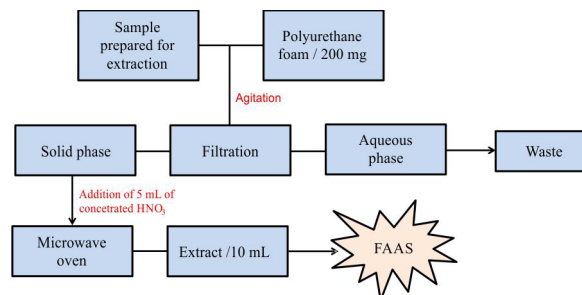 Sample
prepared for
extraction
Polyurethane
foam / 200 mg
Agitation
Solid phase
Filtration
Aqueous
phase
Waste
Addition of 5 mL of
concetrated HNO₃
Microwave
oven
Extract /10 mL
FAAS